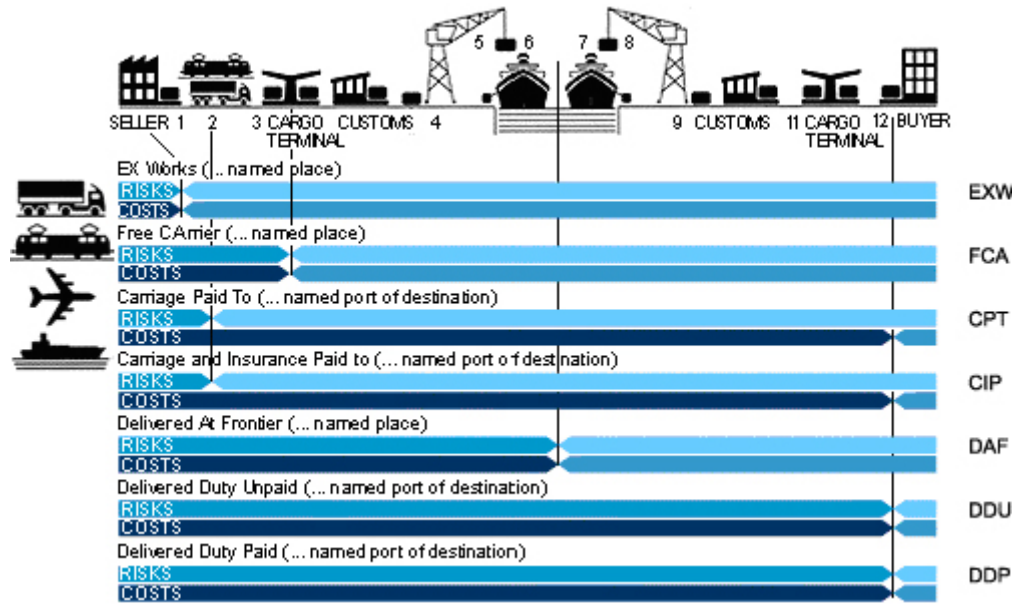 5 6 7 8
SELLER 1 2 3 CARGO TERMINAL CUSTOMS 4 9 CUSTOMS 11 CARGO TERMINAL 12 BUYER
EX Works (... named place)
RISKS
COSTS
EXW
Free CArrier (... named place)
RISKS
COSTS
FCA
Carriage Paid To (... named port of destination)
RISKS
COSTS
CPT
Carriage and Insurance Paid to (... named port of destination)
RISKS
COSTS
CIP
Delivered At Frontier (... named place)
RISKS
COSTS
DAF
Delivered Duty Unpaid (... named port of destination)
RISKS
COSTS
DDU
Delivered Duty Paid (... named port of destination)
RISKS
COSTS
DDP